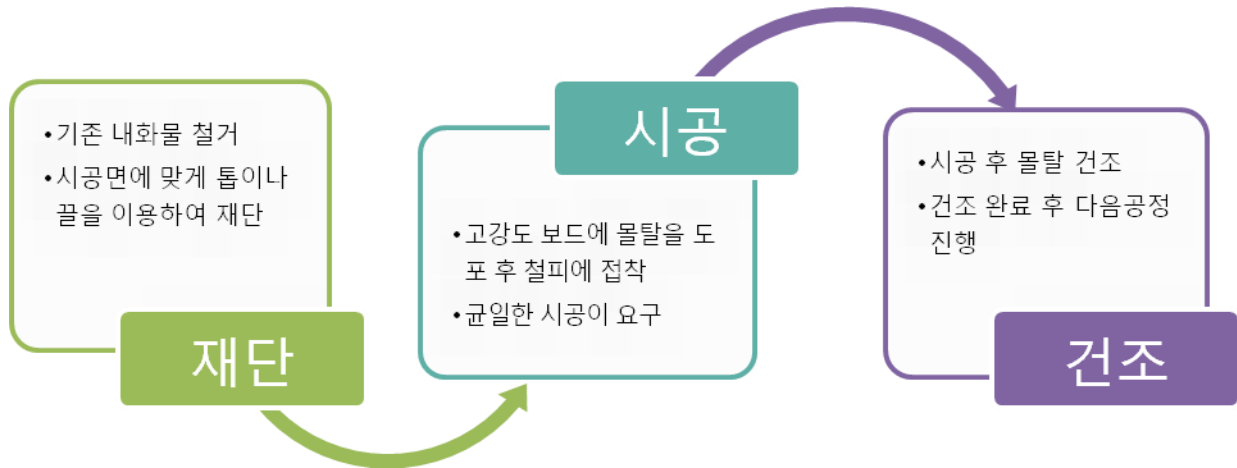 •기존 내화물 철거
•시공면에 맞게 톱이나
끌을 이용하여 재단
재단
시공
•고강도 보드에 몰탈을 도
포 후 철피에 접착
•균일한 시공이 요구
•시공 후 몰탈 건조
•건조 완료 후 다음공정
진행
건조